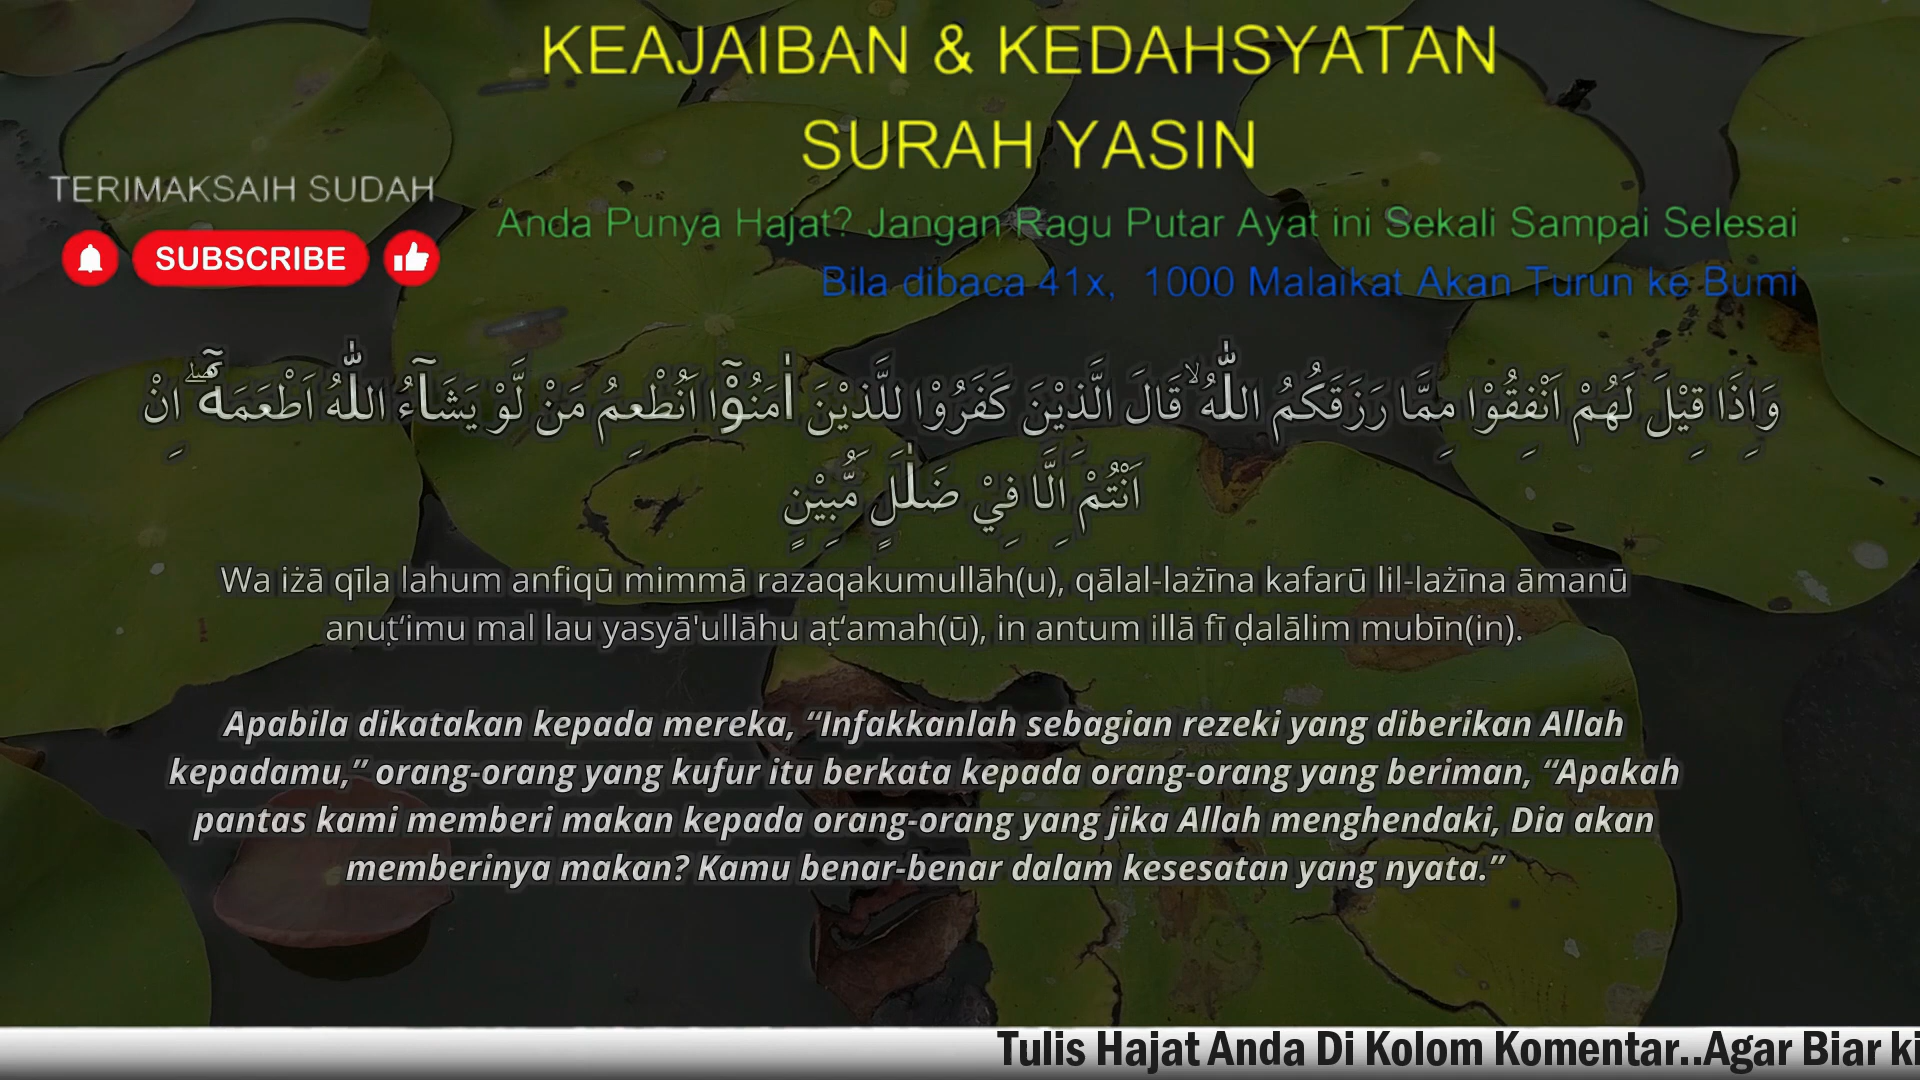 KEAJAIBAN & KEDAHSYATAN
SURAH YASIN
TERIMAKSAIH SUDAH
SUBSCRIBE
Anda Punya Hajat? Jangan Ragu Putar Ayat ini Sekali Sampai Selesai
Bila dibaca 41x, 1000 Malaikat Akan Turun ke Bumi
وَاِذَا قِيْلَ لَهُمْ اَنْفِقُوْا مِمَّا رَزَقَكُمُ اللّٰهُ ۙقَالَ الَّذِيْنَ كَفَرُوْا لِلَّذِيْنَ اٰمَنُوْٓا اَنُطْعِمُ مَنْ لَّوْ يَشَاۤءُ اللّٰهُ اَطْعَمَهٗٓ ۖاِنْ
اَنْتُمْ اِلَّا فِيْ ضَلٰلٍ مُّبِيْنٍ
Wa iżā qīla lahum anfiqū mimmā razaqakumullāh(u), qālal-lażīna kafarū lil-lażīna āmanū
anuṭ‘imu mal lau yasyā'ullāhu aṭ‘amah(ū), in antum illā fī ḍalālim mubīn(in).
Apabila dikatakan kepada mereka, “Infakkanlah sebagian rezeki yang diberikan Allah
kepadamu,” orang-orang yang kufur itu berkata kepada orang-orang yang beriman, “Apakah
pantas kami memberi makan kepada orang-orang yang jika Allah menghendaki, Dia akan
memberinya makan? Kamu benar-benar dalam kesesatan yang nyata.”
Tulis Hajat Anda Di Kolom Komentar..Agar Biar ki